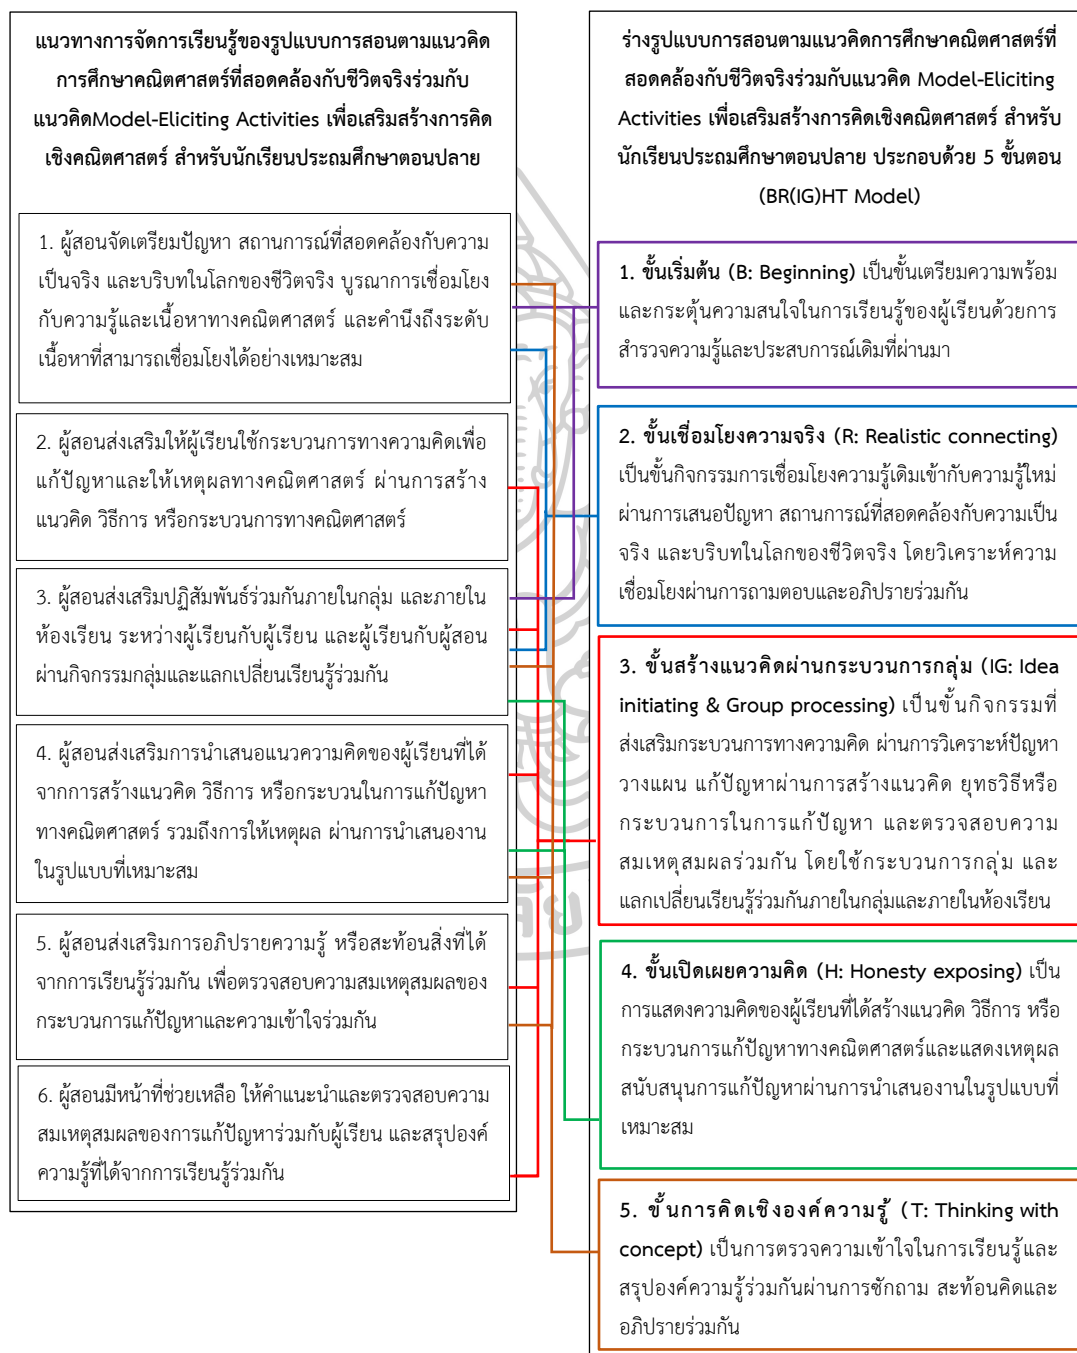 แนวทางการจัดการเรียนรู้ของรูปแบบการสอนตามแนวคิด
การศึกษาคณิตศาสตร์ที่สอดคล้องกับชีวิตจริงร่วมกับ
แนวคิดModel-Eliciting Activities เพื่อเสริมสร้างการคิด
เชิงคณิตศาสตร์ สำหรับนักเรียนประถมศึกษาตอนปลาย
1. ผู้สอนจัดเตรียมปัญหา สถานการณ์ที่สอดคล้องกับความ
เป็นจริง และบริบทในโลกของชีวิตจริง บูรณาการเชื่อมโยง
กับความรู้และเนื้อหาทางคณิตศาสตร์ และคำนึงถึงระดับ
เนื้อหาที่สามารถเชื่อมโยงได้อย่างเหมาะสม
2. ผู้สอนส่งเสริมให้ผู้เรียนใช้กระบวนการทางความคิดเพื่อ
แก้ปัญหาและให้เหตุผลทางคณิตศาสตร์ ผ่านการสร้าง
แนวคิด วิธีการ หรือกระบวนการทางคณิตศาสตร์
3. ผู้สอนส่งเสริมปฏิสัมพันธ์ร่วมกันภายในกลุ่ม และภายใน
ห้องเรียน ระหว่างผู้เรียนกับผู้เรียน และผู้เรียนกับผู้สอน
ผ่านกิจกรรมกลุ่มและแลกเปลี่ยนเรียนรู้ร่วมกัน
4. ผู้สอนส่งเสริมการนำเสนอแนวความคิดของผู้เรียนที่ได้
จากการสร้างแนวคิด วิธีการ หรือกระบวนในการแก้ปัญหา
ทางคณิตศาสตร์ รวมถึงการให้เหตุผล ผ่านการนำเสนองาน
ในรูปแบบที่เหมาะสม
5. ผู้สอนส่งเสริมการอภิปรายความรู้ หรือสะท้อนสิ่งที่ได้
จากการเรียนรู้ร่วมกัน เพื่อตรวจสอบความสมเหตุสมผลของ
กระบวนการแก้ปัญหาและความเข้าใจร่วมกัน
6. ผู้สอนมีหน้าที่ช่วยเหลือ ให้คำแนะนำและตรวจสอบความ
สมเหตุสมผลของการแก้ปัญหาร่วมกับผู้เรียน และสรุปองค์
ความรู้ที่ได้จากการเรียนรู้ร่วมกัน
ร่างรูปแบบการสอนตามแนวคิดการศึกษาคณิตศาสตร์ที่
สอดคล้องกับชีวิตจริงร่วมกับแนวคิด Model-Eliciting
Activities เพื่อเสริมสร้างการคิดเชิงคณิตศาสตร์ สำหรับ
นักเรียนประถมศึกษาตอนปลาย ประกอบด้วย 5 ขั้นตอน
(BR(IG)HT Model)
1. ขั้นเริ่มต้น (B: Beginning) เป็นขั้นเตรียมความพร้อม
และกระตุ้นความสนใจในการเรียนรู้ของผู้เรียนด้วยการ
สำรวจความรู้และประสบการณ์เดิมที่ผ่านมา
2. ขั้นเชื่อมโยงความจริง (R: Realistic connecting)
เป็นขั้นกิจกรรมการเชื่อมโยงความรู้เดิมเข้ากับความรู้ใหม่
ผ่านการเสนอปัญหา สถานการณ์ที่สอดคล้องกับความเป็น
จริง และบริบทในโลกของชีวิตจริง โดยวิเคราะห์ความ
เชื่อมโยงผ่านการถามตอบและอภิปรายร่วมกัน
3. ขั้นสร้างแนวคิดผ่านกระบวนการกลุ่ม (IG: Idea
initiating & Group processing) เป็นขั้นกิจกรรมที่
ส่งเสริมกระบวนการทางความคิด ผ่านการวิเคราะห์ปัญหา
วางแผน แก้ปัญหาผ่านการสร้างแนวคิด ยุทธวิธีหรือ
กระบวนการในการแก้ปัญหา และตรวจสอบความ
สมเหตุสมผลร่วมกัน โดยใช้กระบวนการกลุ่ม และ
แลกเปลี่ยนเรียนรู้ร่วมกันภายในกลุ่มและภายในห้องเรียน
4. ขั้นเปิดเผยความคิด (H: Honesty exposing) เป็น
การแสดงความคิดของผู้เรียนที่ได้สร้างแนวคิด วิธีการ หรือ
กระบวนการแก้ปัญหาทางคณิตศาสตร์และแสดงเหตุผล
สนับสนุนการแก้ปัญหาผ่านการนำเสนองานในรูปแบบที่
เหมาะสม
5. ขั้นการคิดเชิงองค์ความรู้ (T: Thinking with
concept) เป็นการตรวจความเข้าใจในการเรียนรู้และ
สรุปองค์ความรู้ร่วมกันผ่านการซักถาม สะท้อนคิดและ
อภิปรายร่วมกัน